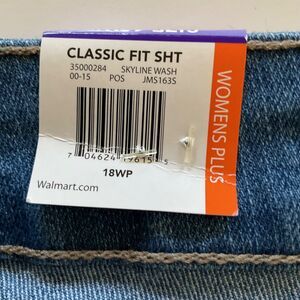 CLASSIC FIT SHT
35000284 SKYLINE WASH
00-15 POS JMS163S
WOMENS PLUS
18WP
Walmart.com